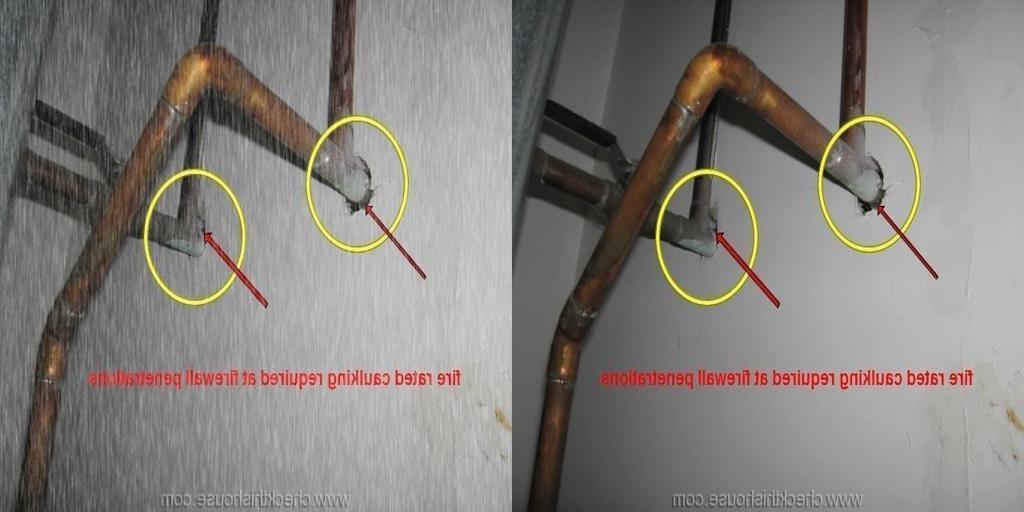 fire rated caulking required at firewall penetrations
fire rated caulking required at firewall penetrations
www.checkthishouse.com
www.checkthishouse.com